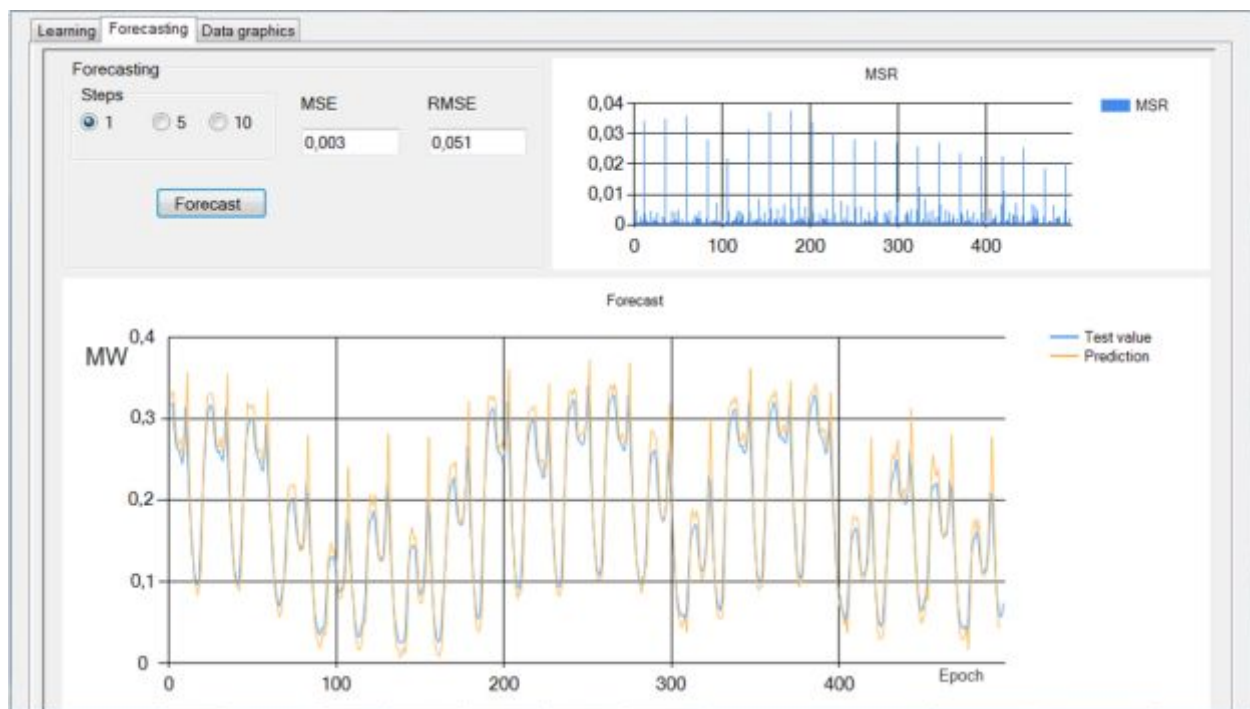 Learning Forecasting Data graphics
Forecasting
Steps
1 5 10
MSE RMSE
0,003 0,051
Forecast
MSR
0,04
0,03
0,02
0,01
0
0 100 200 300 400
MSR
Forecast
MW
0,4
0,3
0,2
0,1
0
0 100 200 300 400
Epoch
Test value
Prediction